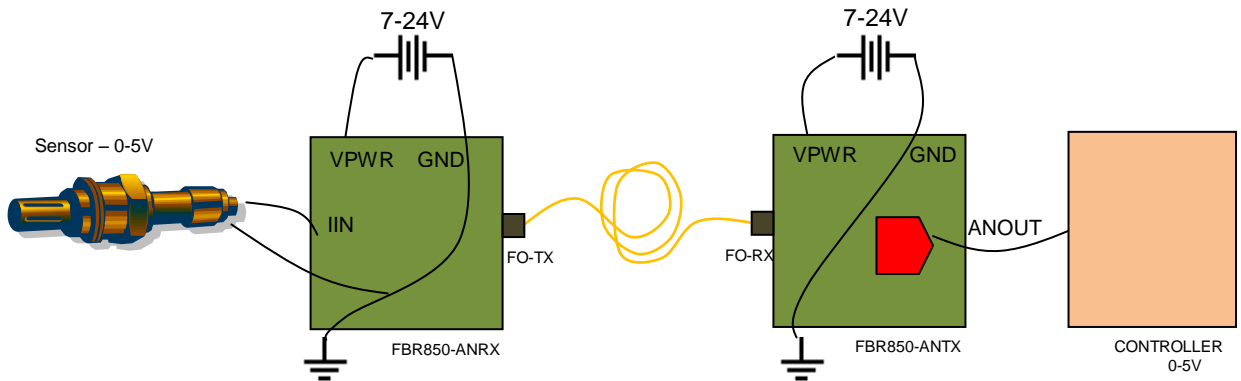 7-24V
7-24V
Sensor – 0-5V
VPWR GND
VPWR GND
IIN
ANOUT
FO-TX
FO-RX
FBR850-ANRX
FBR850-ANTX
CONTROLLER
0-5V